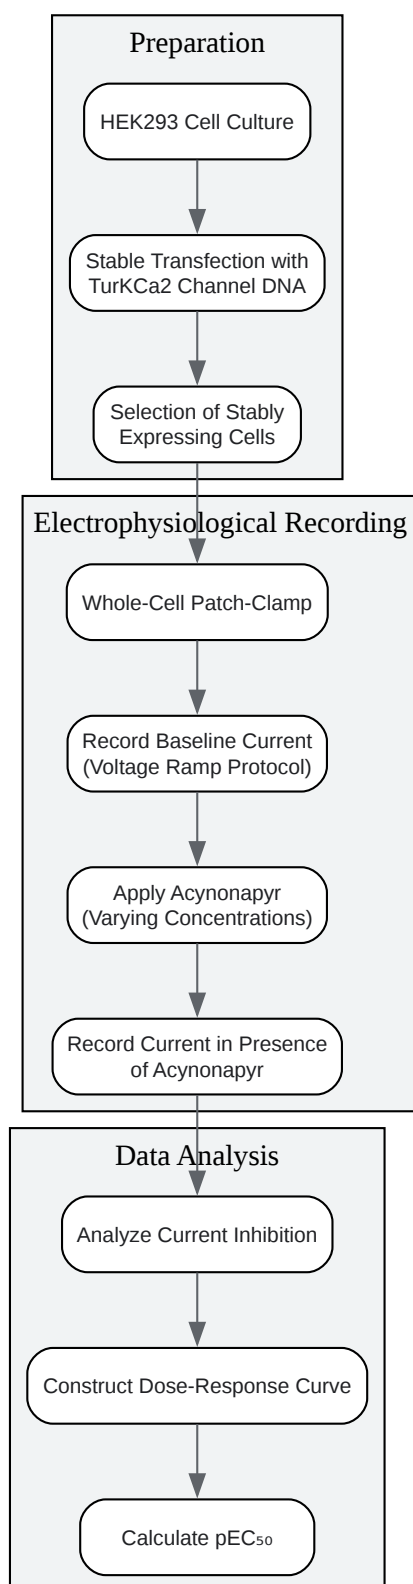 Preparation
HEK293 Cell Culture
Stable Transfection with
TurKCa2 Channel DNA
Selection of Stably
Expressing Cells
Electrophysiological Recording
Whole-Cell Patch-Clamp
Record Baseline Current
(Voltage Ramp Protocol)
Apply Acynonapyr
(Varying Concentrations)
Record Current in Presence
of Acynonapyr
Data Analysis
Analyze Current Inhibition
Construct Dose-Response Curve
Calculate pEC₅₀